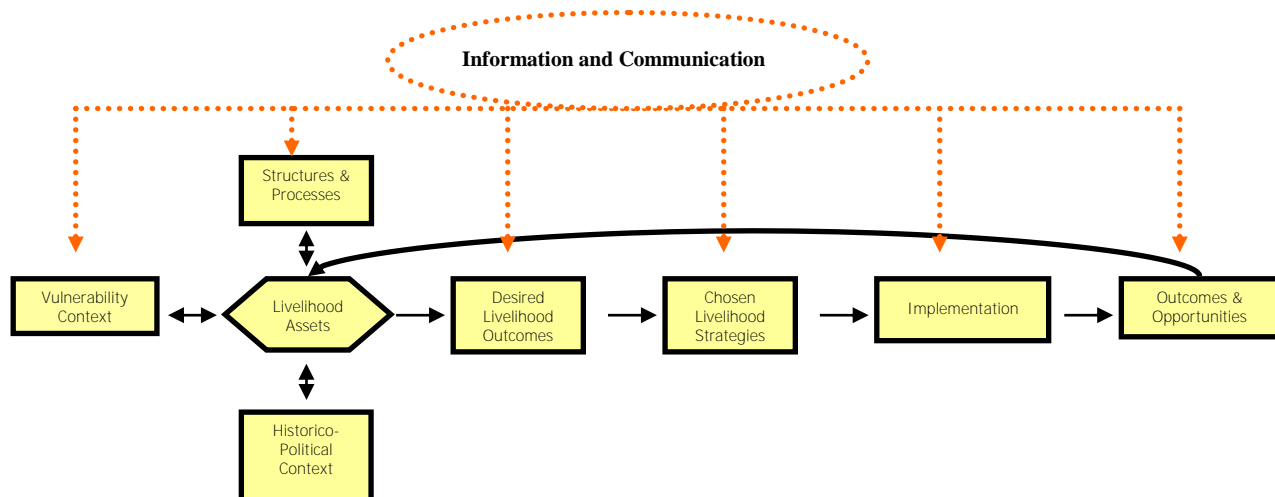 Information and Communication
Structures &
Processes
Vulnerability
Context
Livelihood
Assets
Desired
Livelihood
Outcomes
Chosen
Livelihood
Strategies
Implementation
Outcomes &
Opportunities
Historico-
Political
Context